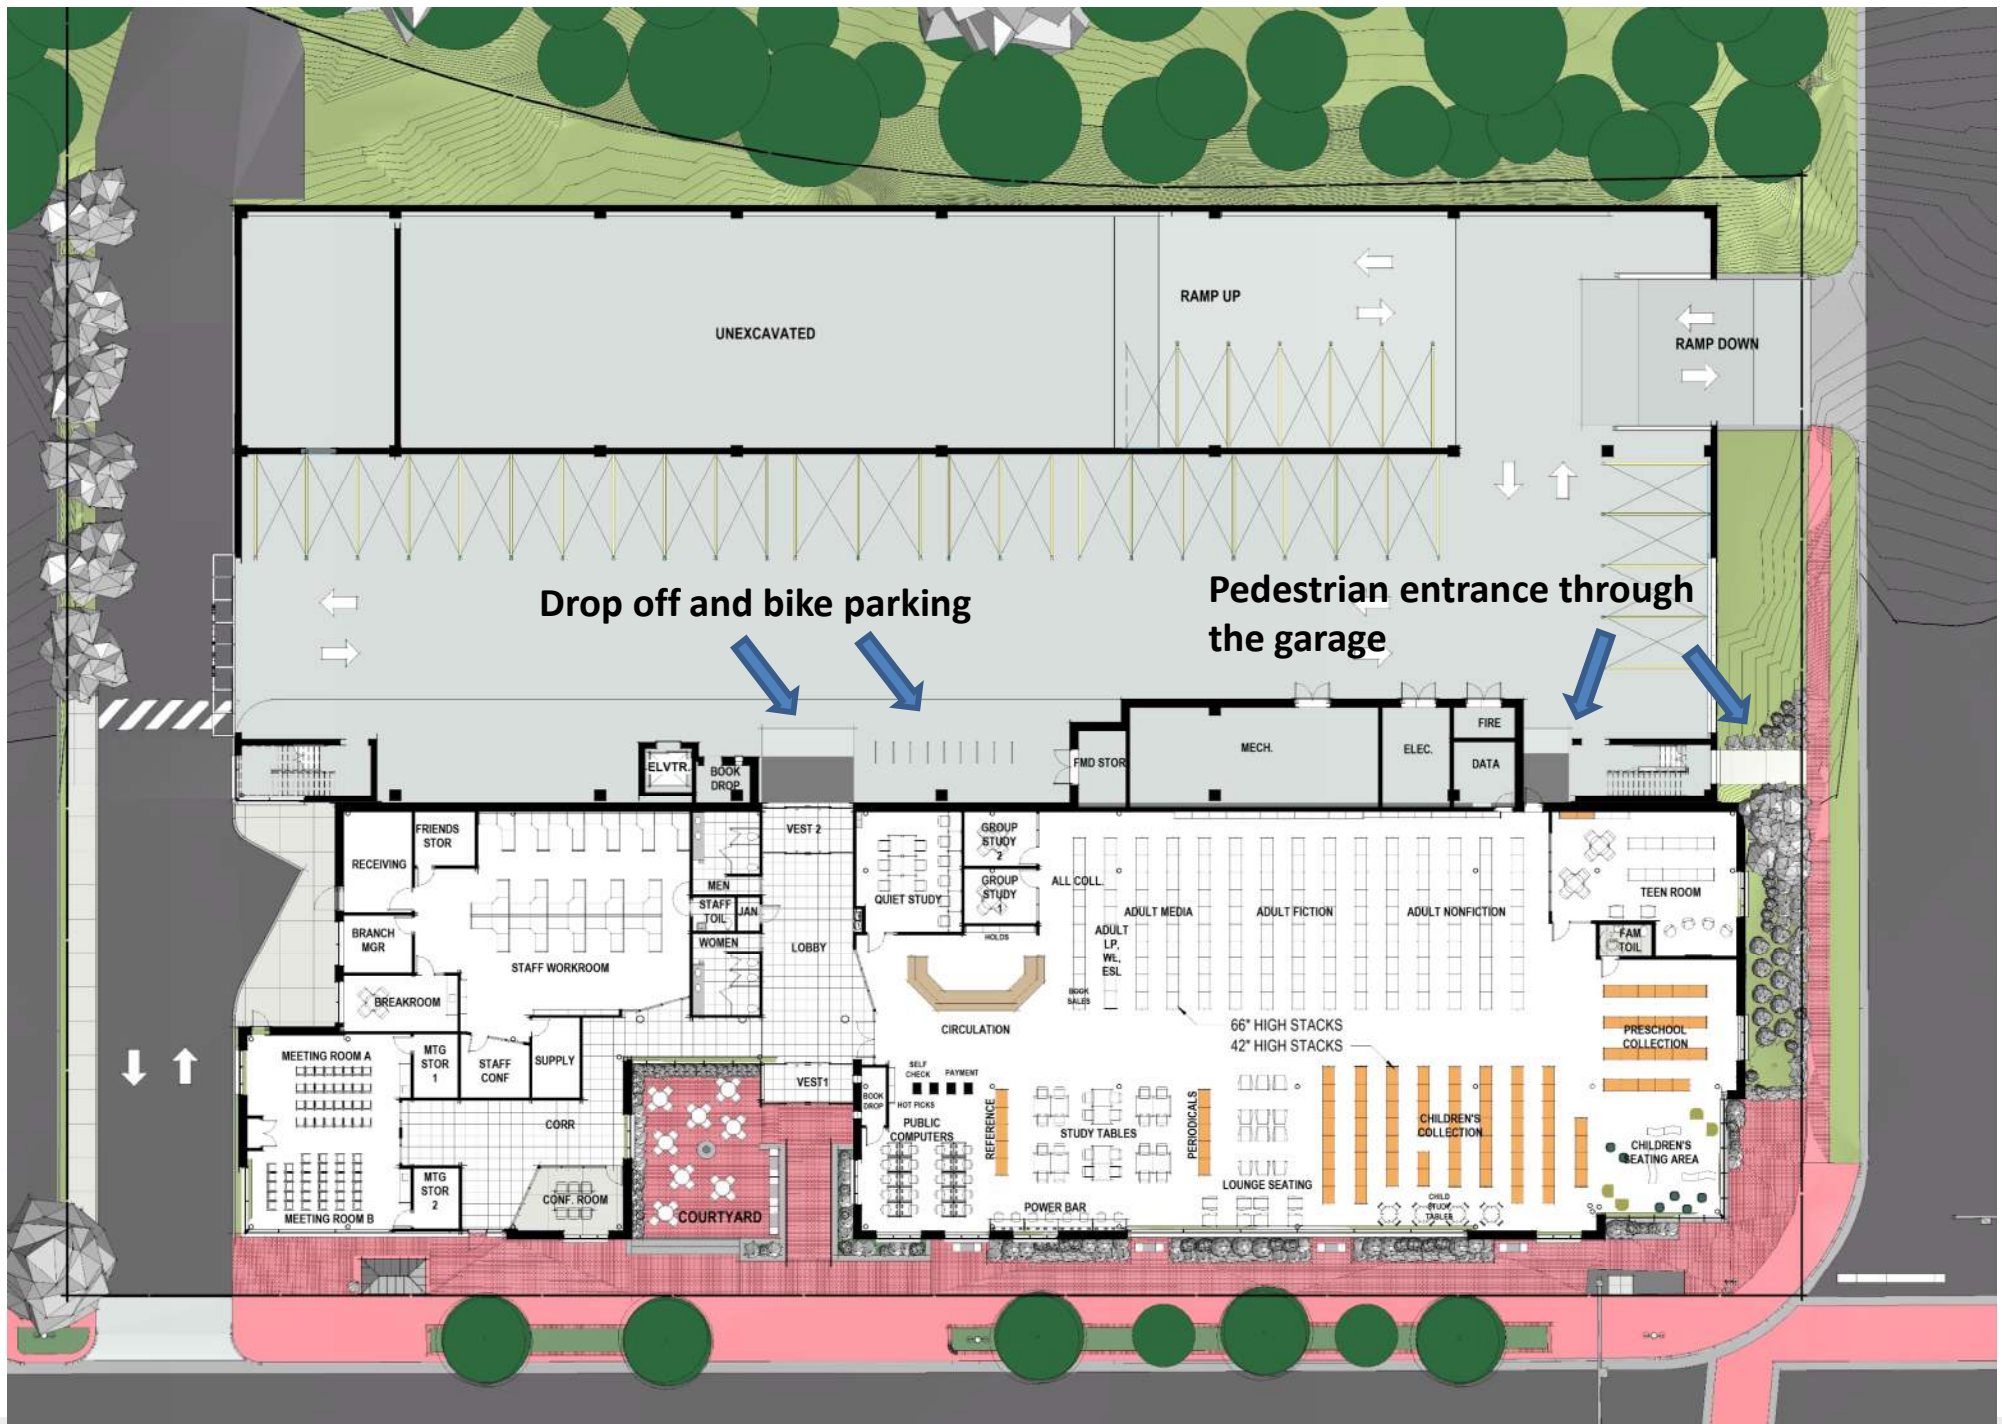 UNEXCAVATED
RAMP UP
RAMP DOWN
Drop off and bike parking
Pedestrian entrance through
the garage
ELVTR.
BOOK
DROP
FMD STOR
MECH.
ELEC.
FIRE
DATA
FRIENDS
STOR
RECEIVING
BRANCH
MGR
STAFF WORKROOM
BREAKROOM
MEN
STAFF
TOIL
JAN
WOMEN
VEST 2
LOBBY
VEST1
QUIET STUDY
GROUP
STUDY
2
GROUP
STUDY
1
HOLDS
ALL COLL.
ADULT MEDIA
ADULT FICTION
ADULT NONFICTION
ADULT
LP,
WL,
ESL
BOOK
SALES
TEEN ROOM
FAM
TOIL
CIRCULATION
66" HIGH STACKS
42" HIGH STACKS
PRESCHOOL
COLLECTION
MEETING ROOM A
MTG
STOR
1
STAFF
CONF
SUPPLY
CORR
MTG
STOR
2
MEETING ROOM B
CONF. ROOM
COURTYARD
SELF
CHECK
PAYMENT
BOOK
DROP
HOT PICKS
PUBLIC
COMPUTERS
REFERENCE
STUDY TABLES
PERIODICALS
POWER BAR
LOUNGE SEATING
CHILDREN'S
COLLECTION
CHILD
STUDY
TABLES
CHILDREN'S
SEATING AREA